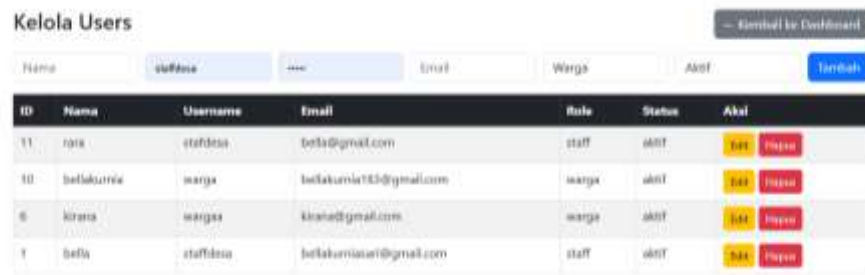 Kelola Users
← Kembali ke Dashboard
Nama staffdesa •••• Email Warga Aktif Tambah
ID Nama Username Email Role Status Aksi
11 rara stafdesa bella@gmail.com staff aktif Edit Hapus
10 bellakurnia warga bellakurnia183@gmail.com warga aktif Edit Hapus
6 kirana wargaa kirana@gmail.com warga aktif Edit Hapus
1 bella staffdesa bellakurniasari@gmail.com staff aktif Edit Hapus